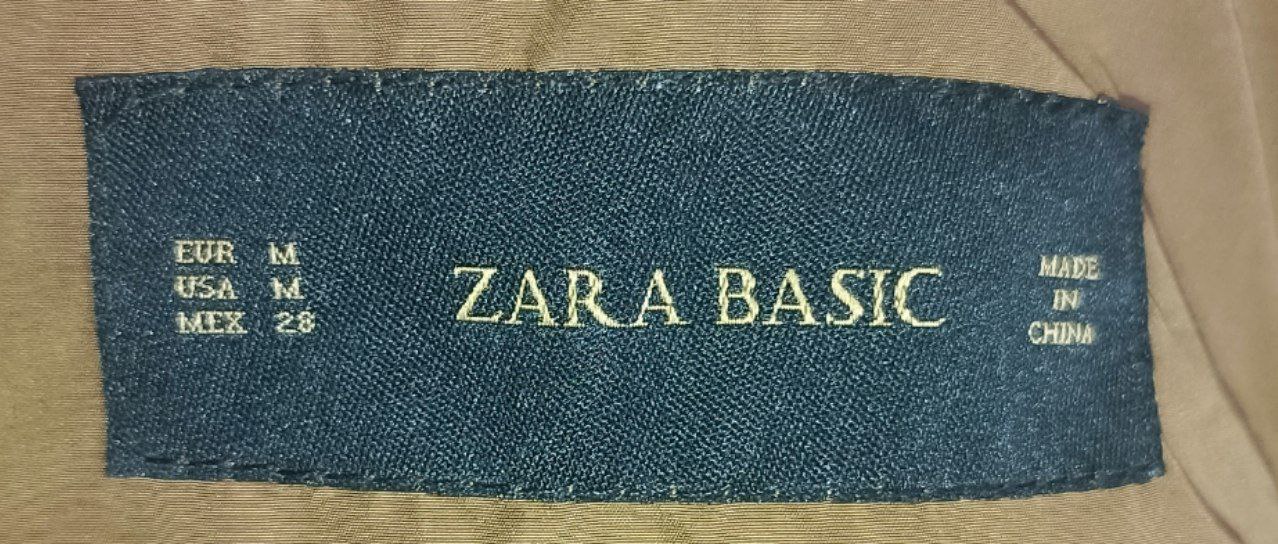 EUR M
USA M
MEX 28
ZARA BASIC
MADE
IN
CHINA